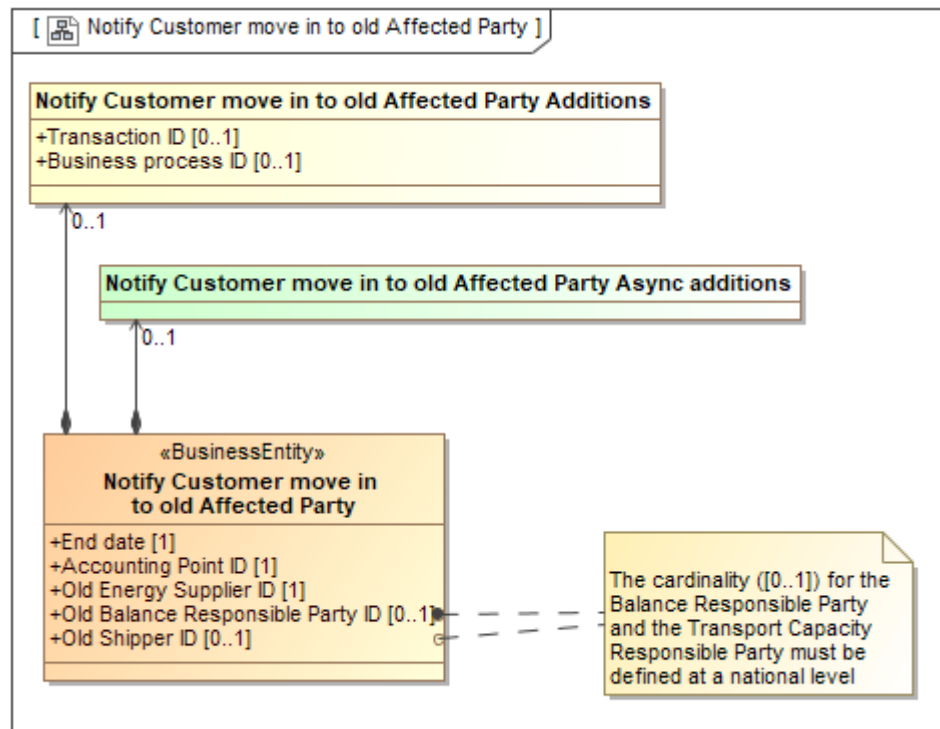 [ Notify Customer move in to old Affected Party ]
Notify Customer move in to old Affected Party Additions
+Transaction ID [0..1]
+Business process ID [0..1]
0..1
Notify Customer move in to old Affected Party Async additions
0..1
«BusinessEntity»
Notify Customer move in
to old Affected Party
+End date [1]
+Accounting Point ID [1]
+Old Energy Supplier ID [1]
+Old Balance Responsible Party ID [0..1]
+Old Shipper ID [0..1]
The cardinality ([0..1]) for the
Balance Responsible Party
and the Transport Capacity
Responsible Party must be
defined at a national level